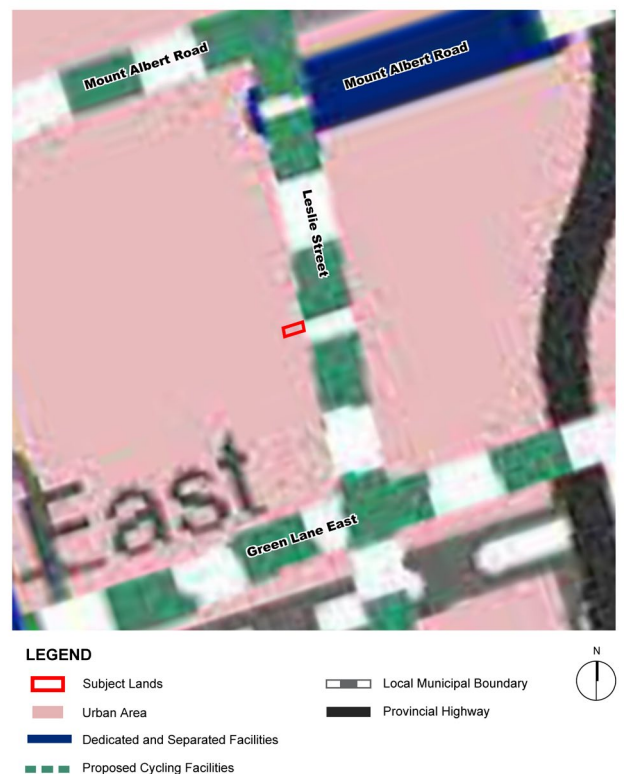 Mount Albert Road
Mount Albert Road
Leslie Street
East
Green Lane East
LEGEND
N
Subject Lands
Local Municipal Boundary
Urban Area
Provincial Highway
Dedicated and Separated Facilities
Proposed Cycling Facilities